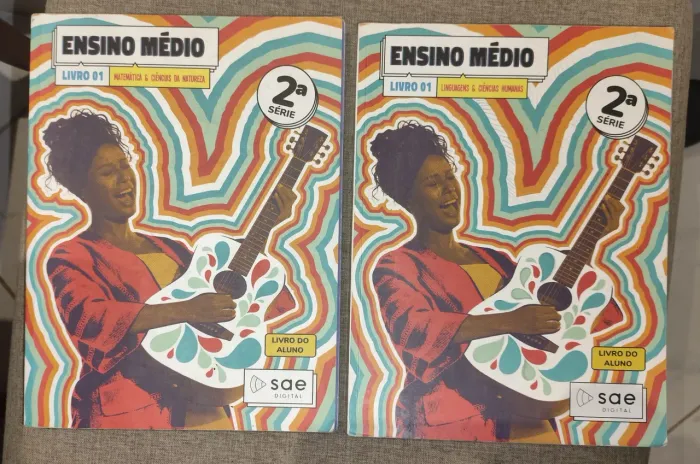 ENSINO MÉDIO
LIVRO 01 MATEMÁTICA & CIÊNCIAS DA NATUREZA
2ª
SÉRIE
LIVRO DO
ALUNO
sae
DIGITAL
ENSINO MÉDIO
LIVRO 01 LINGUAGENS & CIÊNCIAS HUMANAS
2ª
SÉRIE
LIVRO DO
ALUNO
sae
DIGITAL